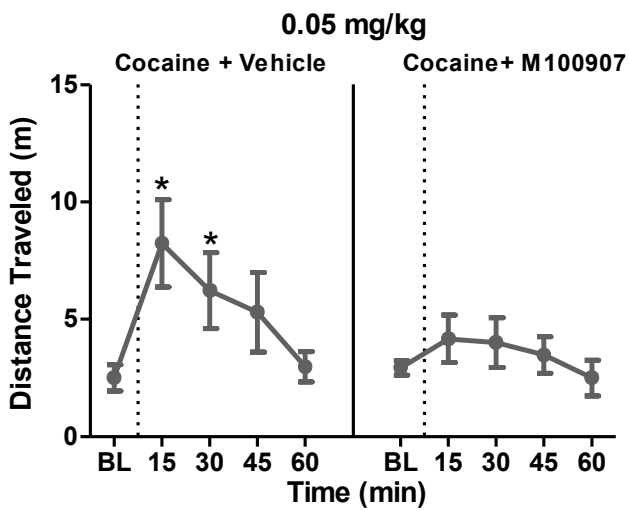 0.05 mg/kg
Cocaine + Vehicle
Cocaine+ M100907
Distance Traveled (m)
15
10
5
0
*
*
BL 15 30 45 60
BL 15 30 45 60
Time (min)